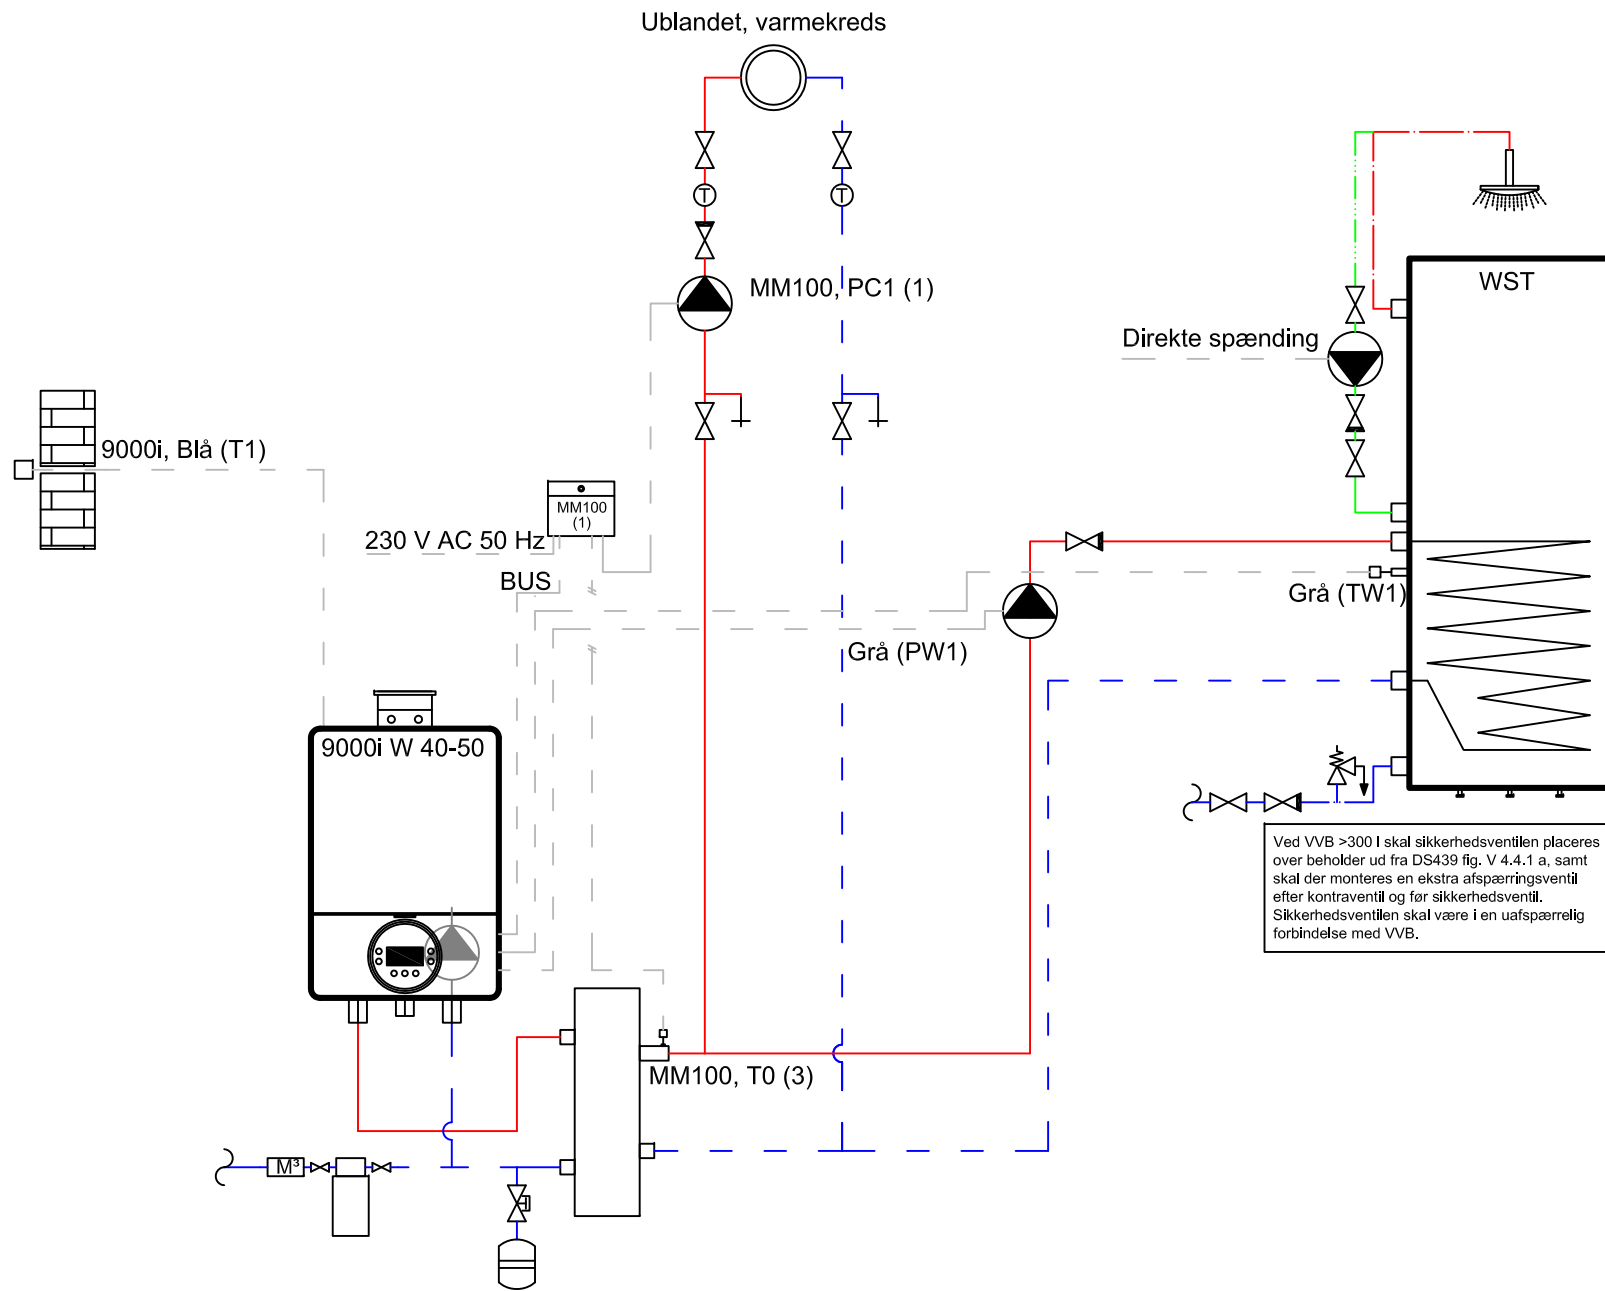 Ublandet, varmekreds
T
T
MM100, PC1 (1)
WST
Direkte spænding
9000i, Blå (T1)
MM100
(1)
230 V AC 50 Hz
BUS
Grå (TW1)
Grå (PW1)
9000i W 40-50
Ved VVB >300 l skal sikkerhedsventilen placeres
over beholder ud fra DS439 fig. V 4.4.1 a, samt
skal der monteres en ekstra afspærringsventil
efter kontraventil og før sikkerhedsventil.
Sikkerhedsventilen skal være i en uafspærrelig
forbindelse med VVB.
MM100, T0 (3)
M³